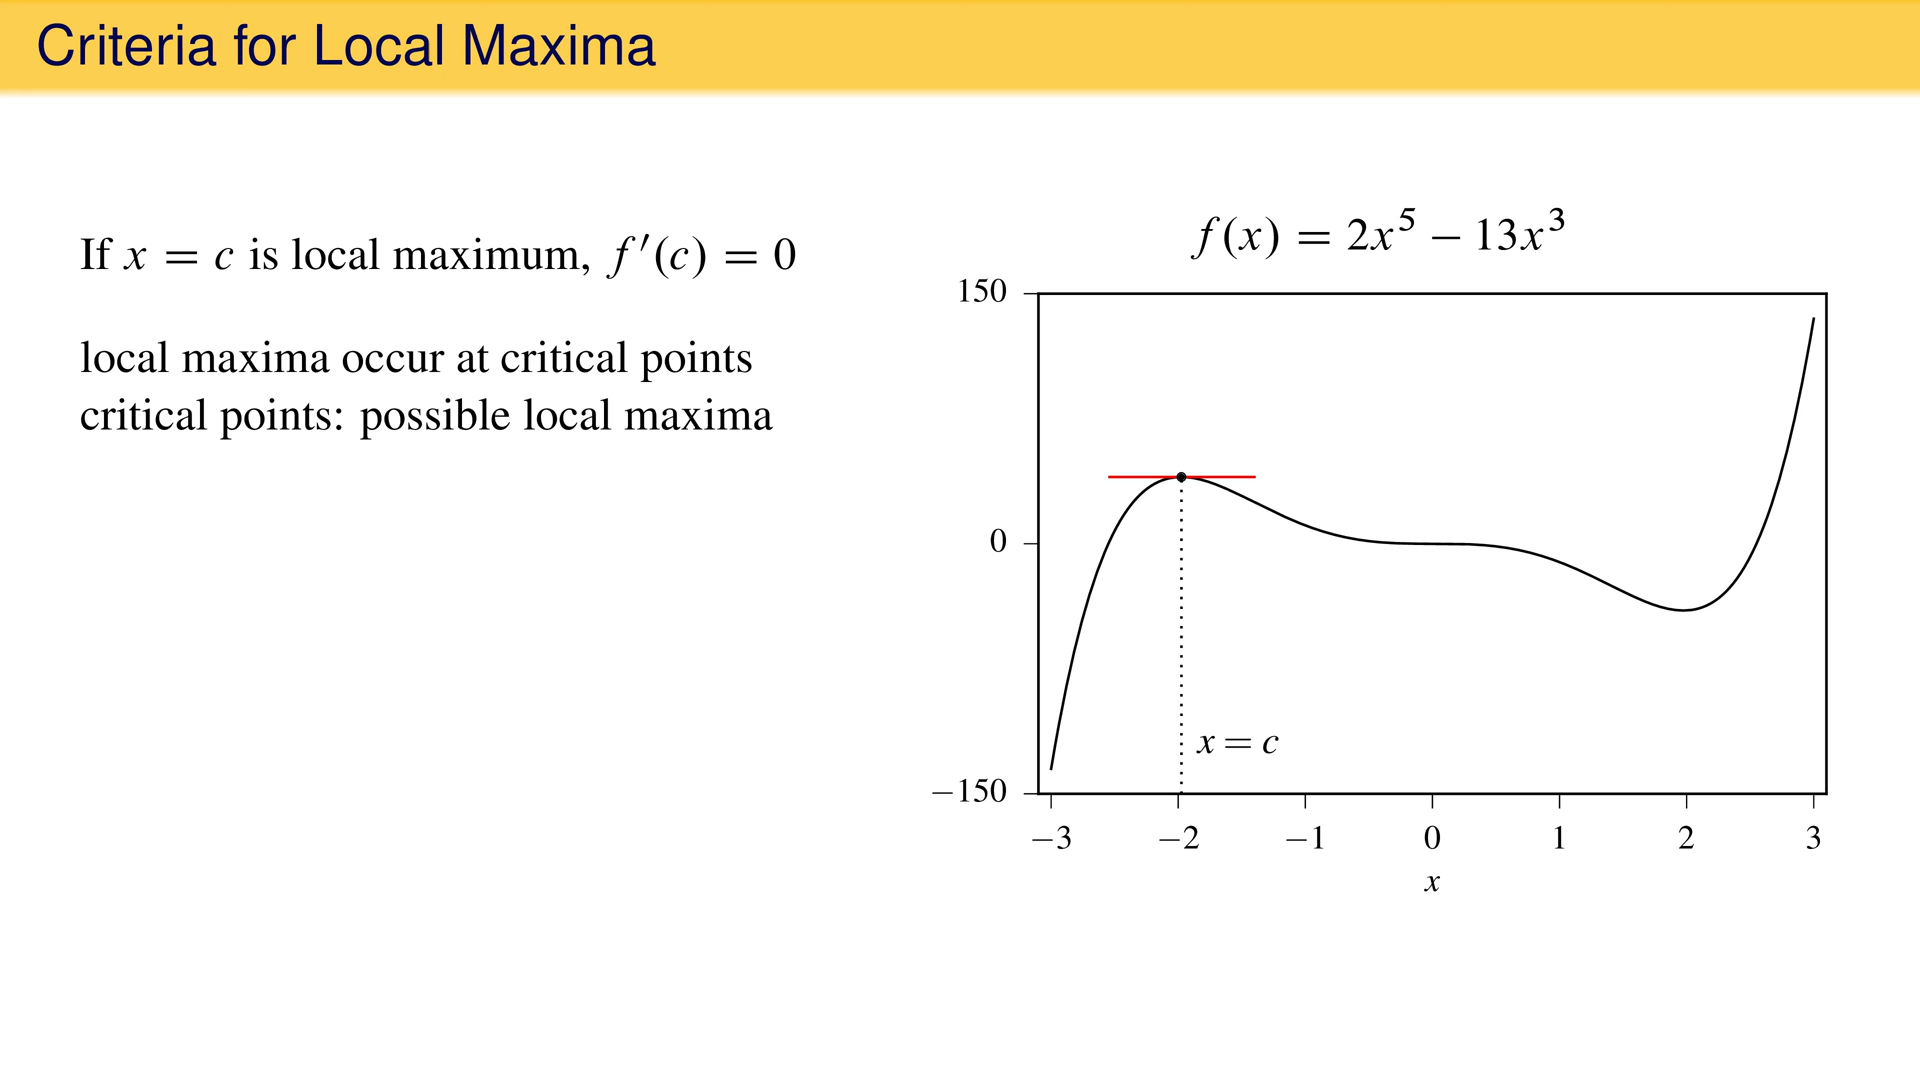 Criteria for Local Maxima
If x = c is local maximum, f′(c) = 0
local maxima occur at critical points
critical points: possible local maxima
f(x) = 2x⁵ − 13x³
150
0
−150
x = c
−3 −2 −1 0 1 2 3
x